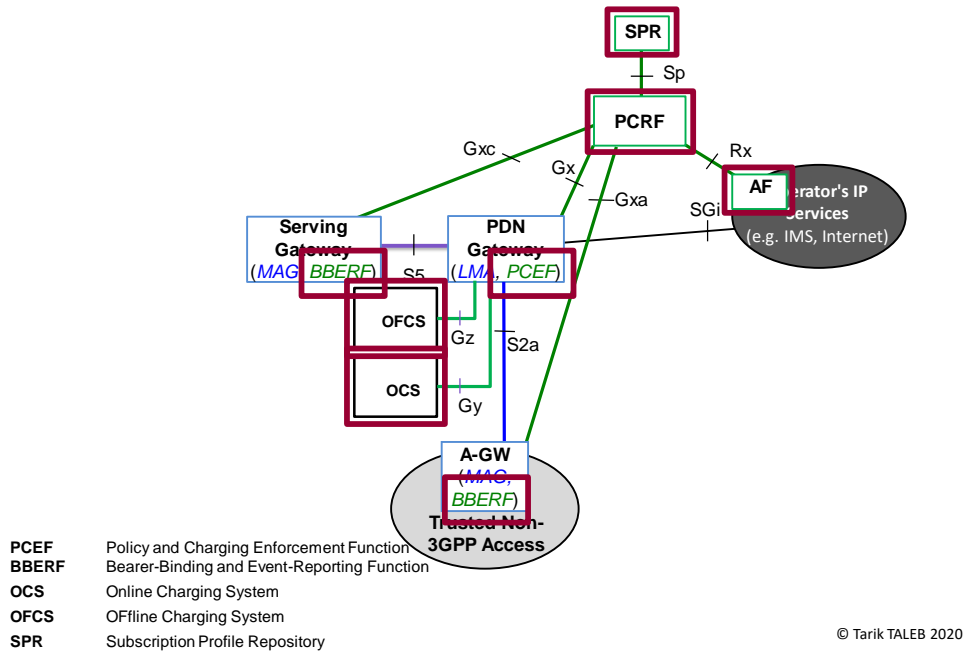 SPR
Sp
PCRF
Gxc
Gx
Rx
Gxa
AF
erator's IP
Services
(e.g. IMS, Internet)
SGi
Serving
Gateway
(MAG, BBERF)
S5
PDN
Gateway
(LMA, PCEF)
OFCS
Gz
S2a
OCS
Gy
A-GW
(MAG,
BBERF)
Trusted Non-
3GPP Access
PCEF Policy and Charging Enforcement Function
BBERF Bearer-Binding and Event-Reporting Function
OCS Online Charging System
OFCS OFfline Charging System
SPR Subscription Profile Repository
© Tarik TALEB 2020